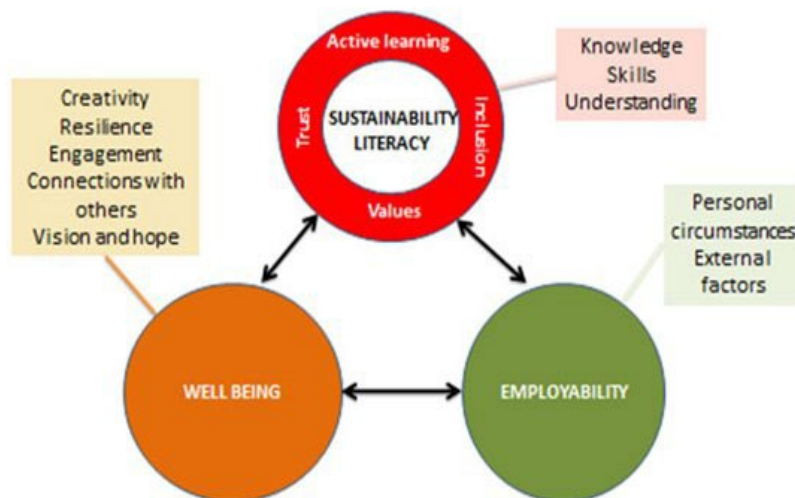 Active learning
Trust
SUSTAINABILITY
LITERACY
Inclusion
Values
Knowledge
Skills
Understanding
Creativity
Resilience
Engagement
Connections with
others
Vision and hope
Personal
circumstances
External
factors
WELL BEING
EMPLOYABILITY